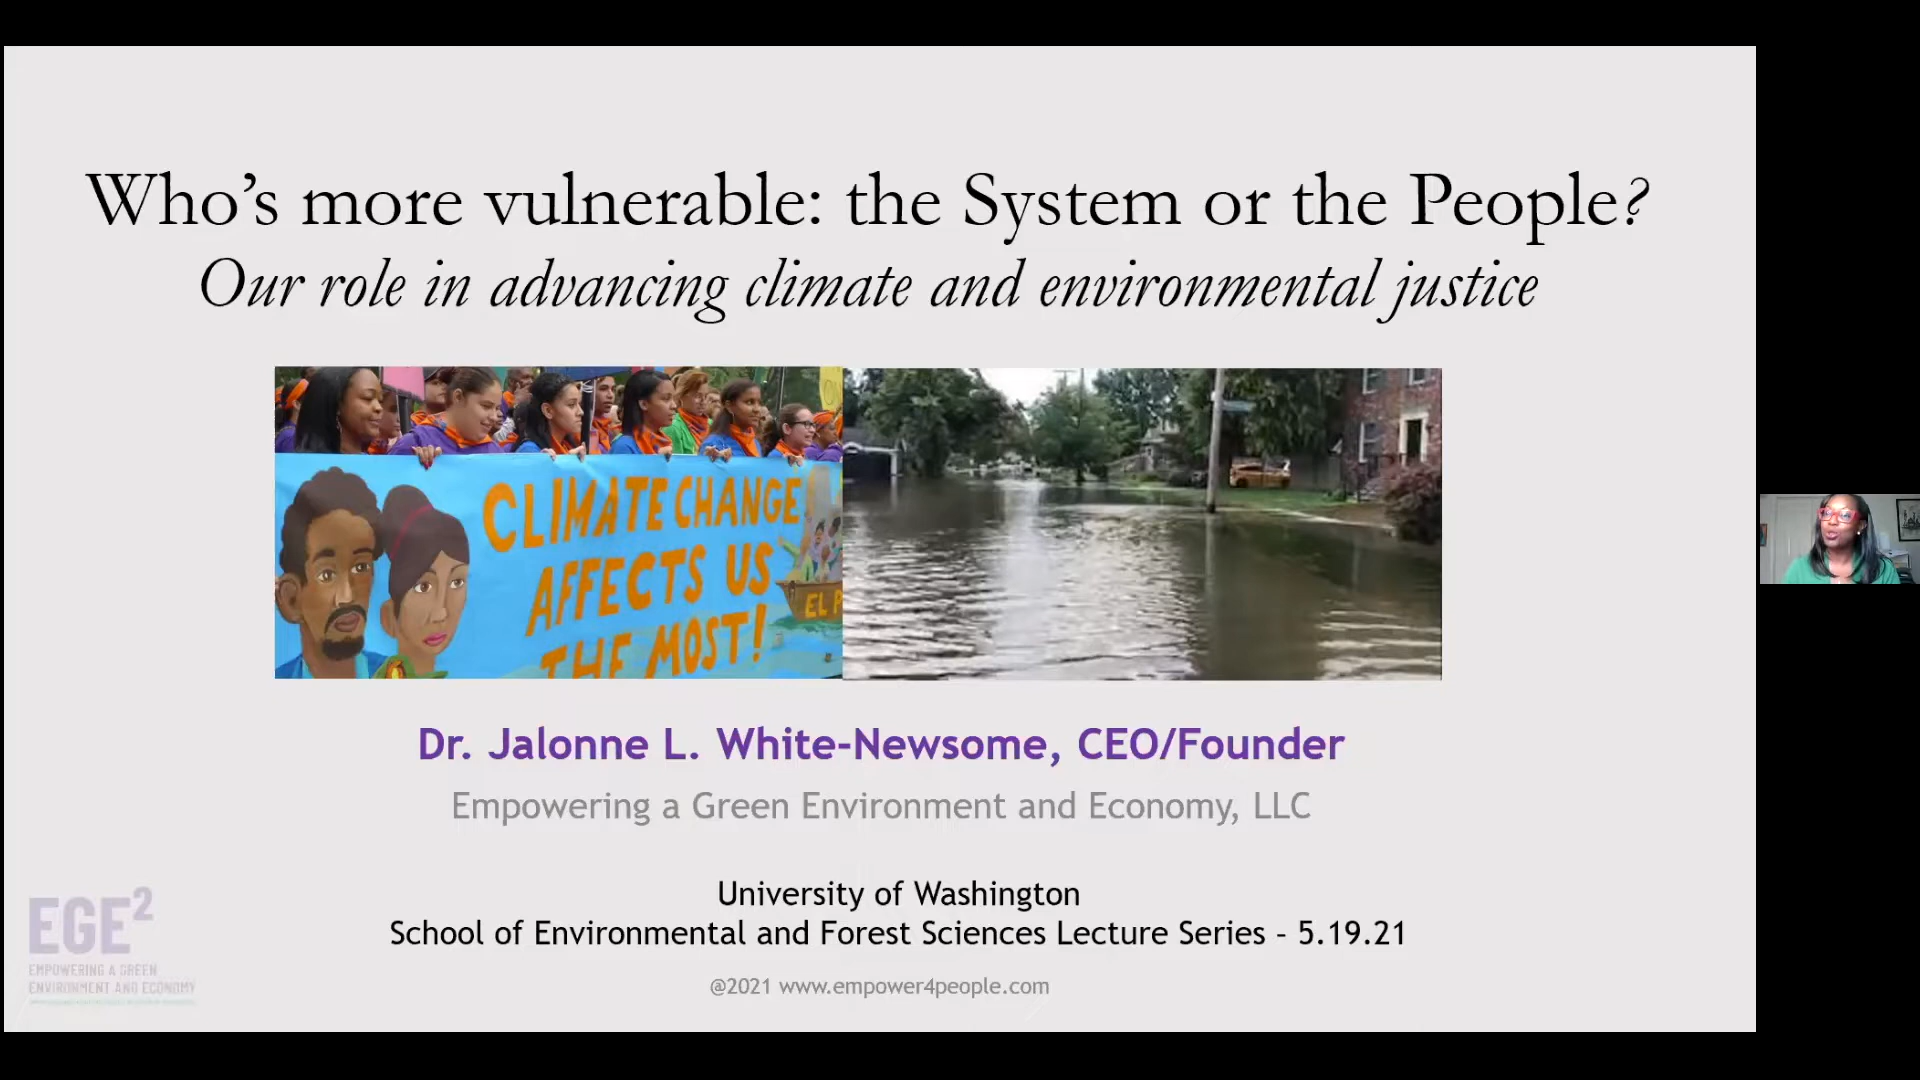 Who's more vulnerable: the System or the People?
Our role in advancing climate and environmental justice
CLIMATE CHANGE
AFFECTS US
THE MOST!
EL P
Dr. Jalonne L. White-Newsome, CEO/Founder
Empowering a Green Environment and Economy, LLC
University of Washington
School of Environmental and Forest Sciences Lecture Series – 5.19.21
@2021 www.empower4people.com
EGE²
EMPOWERING A GREEN
ENVIRONMENT AND ECONOMY